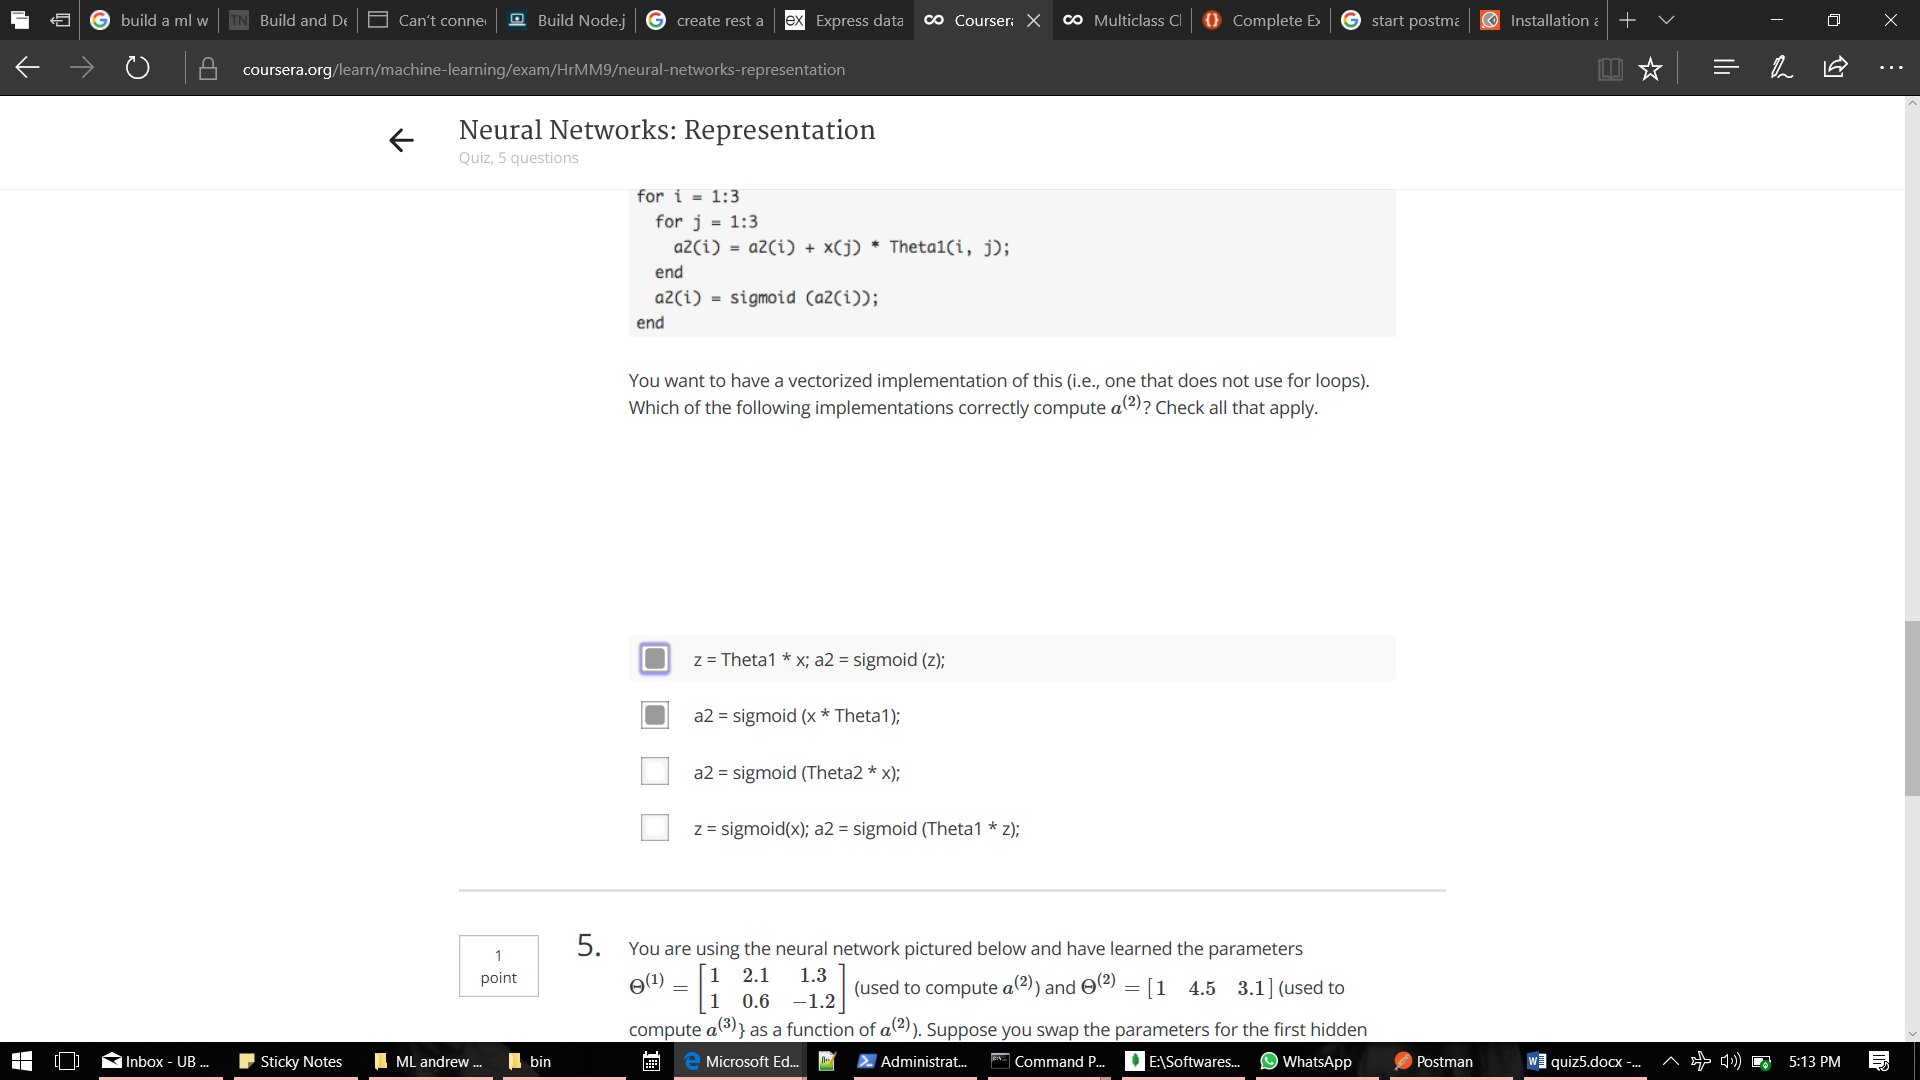 build a ml w
TN Build and De
Can't connec
Build Node.j
create rest a
ex Express data
Coursera
Multiclass Cl
Complete Ex
start postma
Installation a
coursera.org/learn/machine-learning/exam/HrMM9/neural-networks-representation
Neural Networks: Representation
Quiz, 5 questions
for i = 1:3
for j = 1:3
a2(i) = a2(i) + x(j) * Theta1(i, j);
end
a2(i) = sigmoid (a2(i));
end
You want to have a vectorized implementation of this (i.e., one that does not use for loops).
Which of the following implementations correctly compute a(2)? Check all that apply.
z = Theta1 * x; a2 = sigmoid (z);
a2 = sigmoid (x * Theta1);
a2 = sigmoid (Theta2 * x);
z = sigmoid(x); a2 = sigmoid (Theta1 * z);
1
point
5.
You are using the neural network pictured below and have learned the parameters
Θ(1) = [1 2.1 1.3
1 0.6 −1.2] (used to compute a(2)) and Θ(2) = [1 4.5 3.1] (used to
compute a(3)} as a function of a(2)). Suppose you swap the parameters for the first hidden
Inbox - UB ...
Sticky Notes
ML andrew ...
bin
Microsoft Ed...
Administrat...
Command P...
E:\Softwares...
WhatsApp
Postman
quiz5.docx -...
5:13 PM